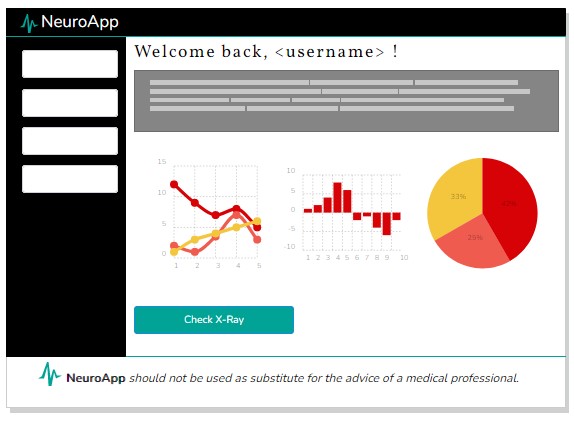 NeuroApp
Welcome back, <username> !
15
10
5
0
1 2 3 4 5
10
5
0
-5
-10
1 2 3 4 5 6 7 8 9 10
33%
25%
Check X-Ray
NeuroApp should not be used as substitute for the advice of a medical professional.